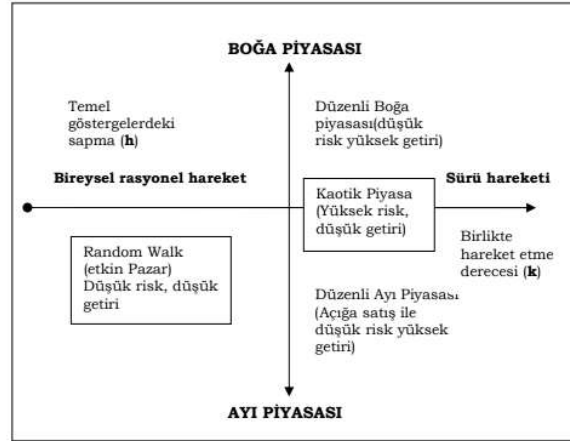 BOĞA PİYASASI
Temel
göstergelerdeki
sapma (h)
Düzenli Boğa
piyasası(düşük
risk yüksek
getiri)
Bireysel rasyonel hareket
Sürü hareketi
Kaotik Piyasa
(Yüksek risk,
düşük getiri)
Random Walk
(etkin Pazar)
Düşük risk, düşük
getiri
Birlikte
hareket etme
derecesi (k)
Düzenli Ayı Piyasası
(Açığa satış ile
düşük risk yüksek
getiri)
AYI PİYASASI